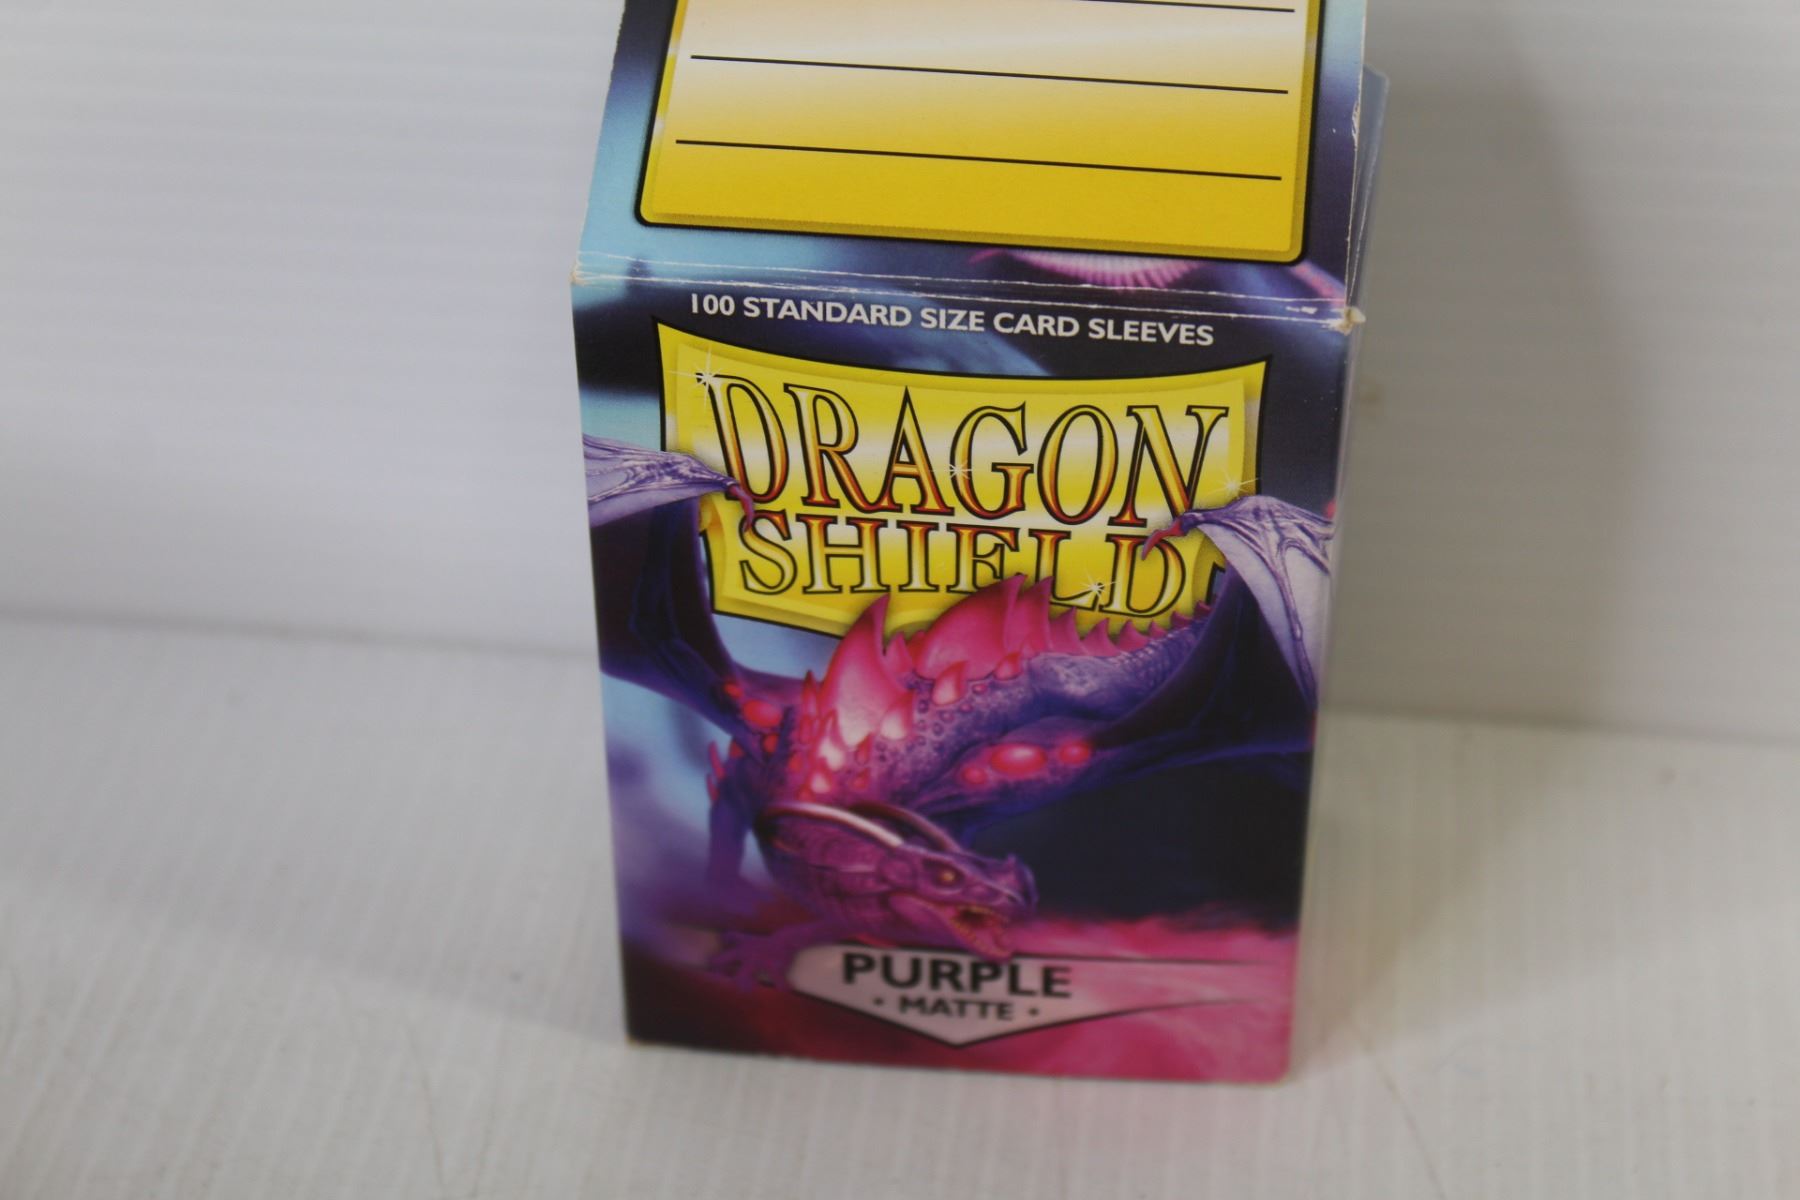 100 STANDARD SIZE CARD SLEEVES
DRAGON
SHIELD
PURPLE
• MATTE •